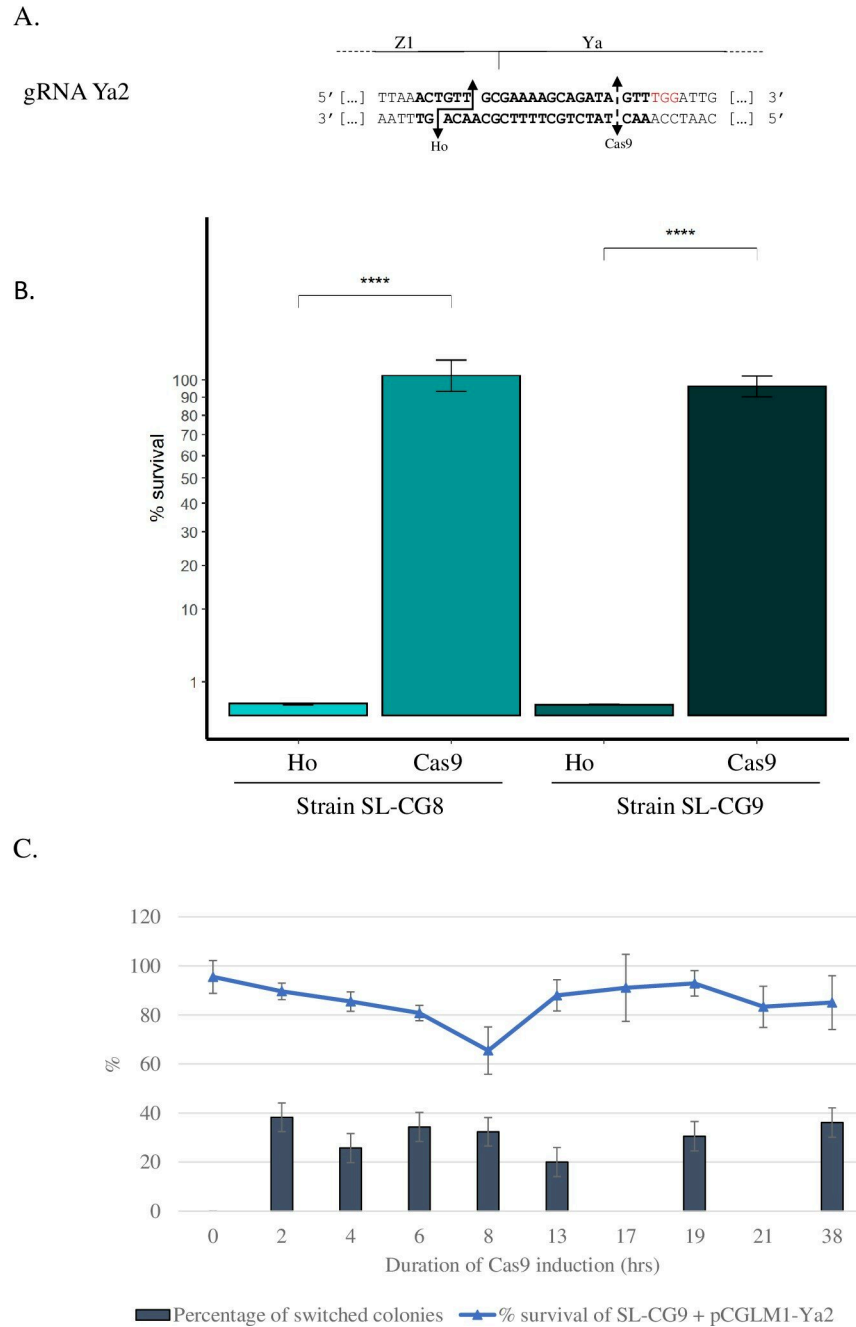 A.
Z1 Ya
gRNA Ya2
5′ […] TTAAACTGTT GCGAAAAGCAGATA GTTTGGATTG […] 3′
3′ […] AATTTG ACAACGCTTTTCGTCTAT CAAACCTAAC […] 5′
Ho Cas9
B.
**** ****
% survival
100
90
80
70
60
50
40
30
20
10
1
Ho Cas9 Ho Cas9
Strain SL-CG8 Strain SL-CG9
C.
120
100
80
60
40
20
0
%
0 2 4 6 8 13 17 19 21 38
Duration of Cas9 induction (hrs)
Percentage of switched colonies % survival of SL-CG9 + pCGLM1-Ya2